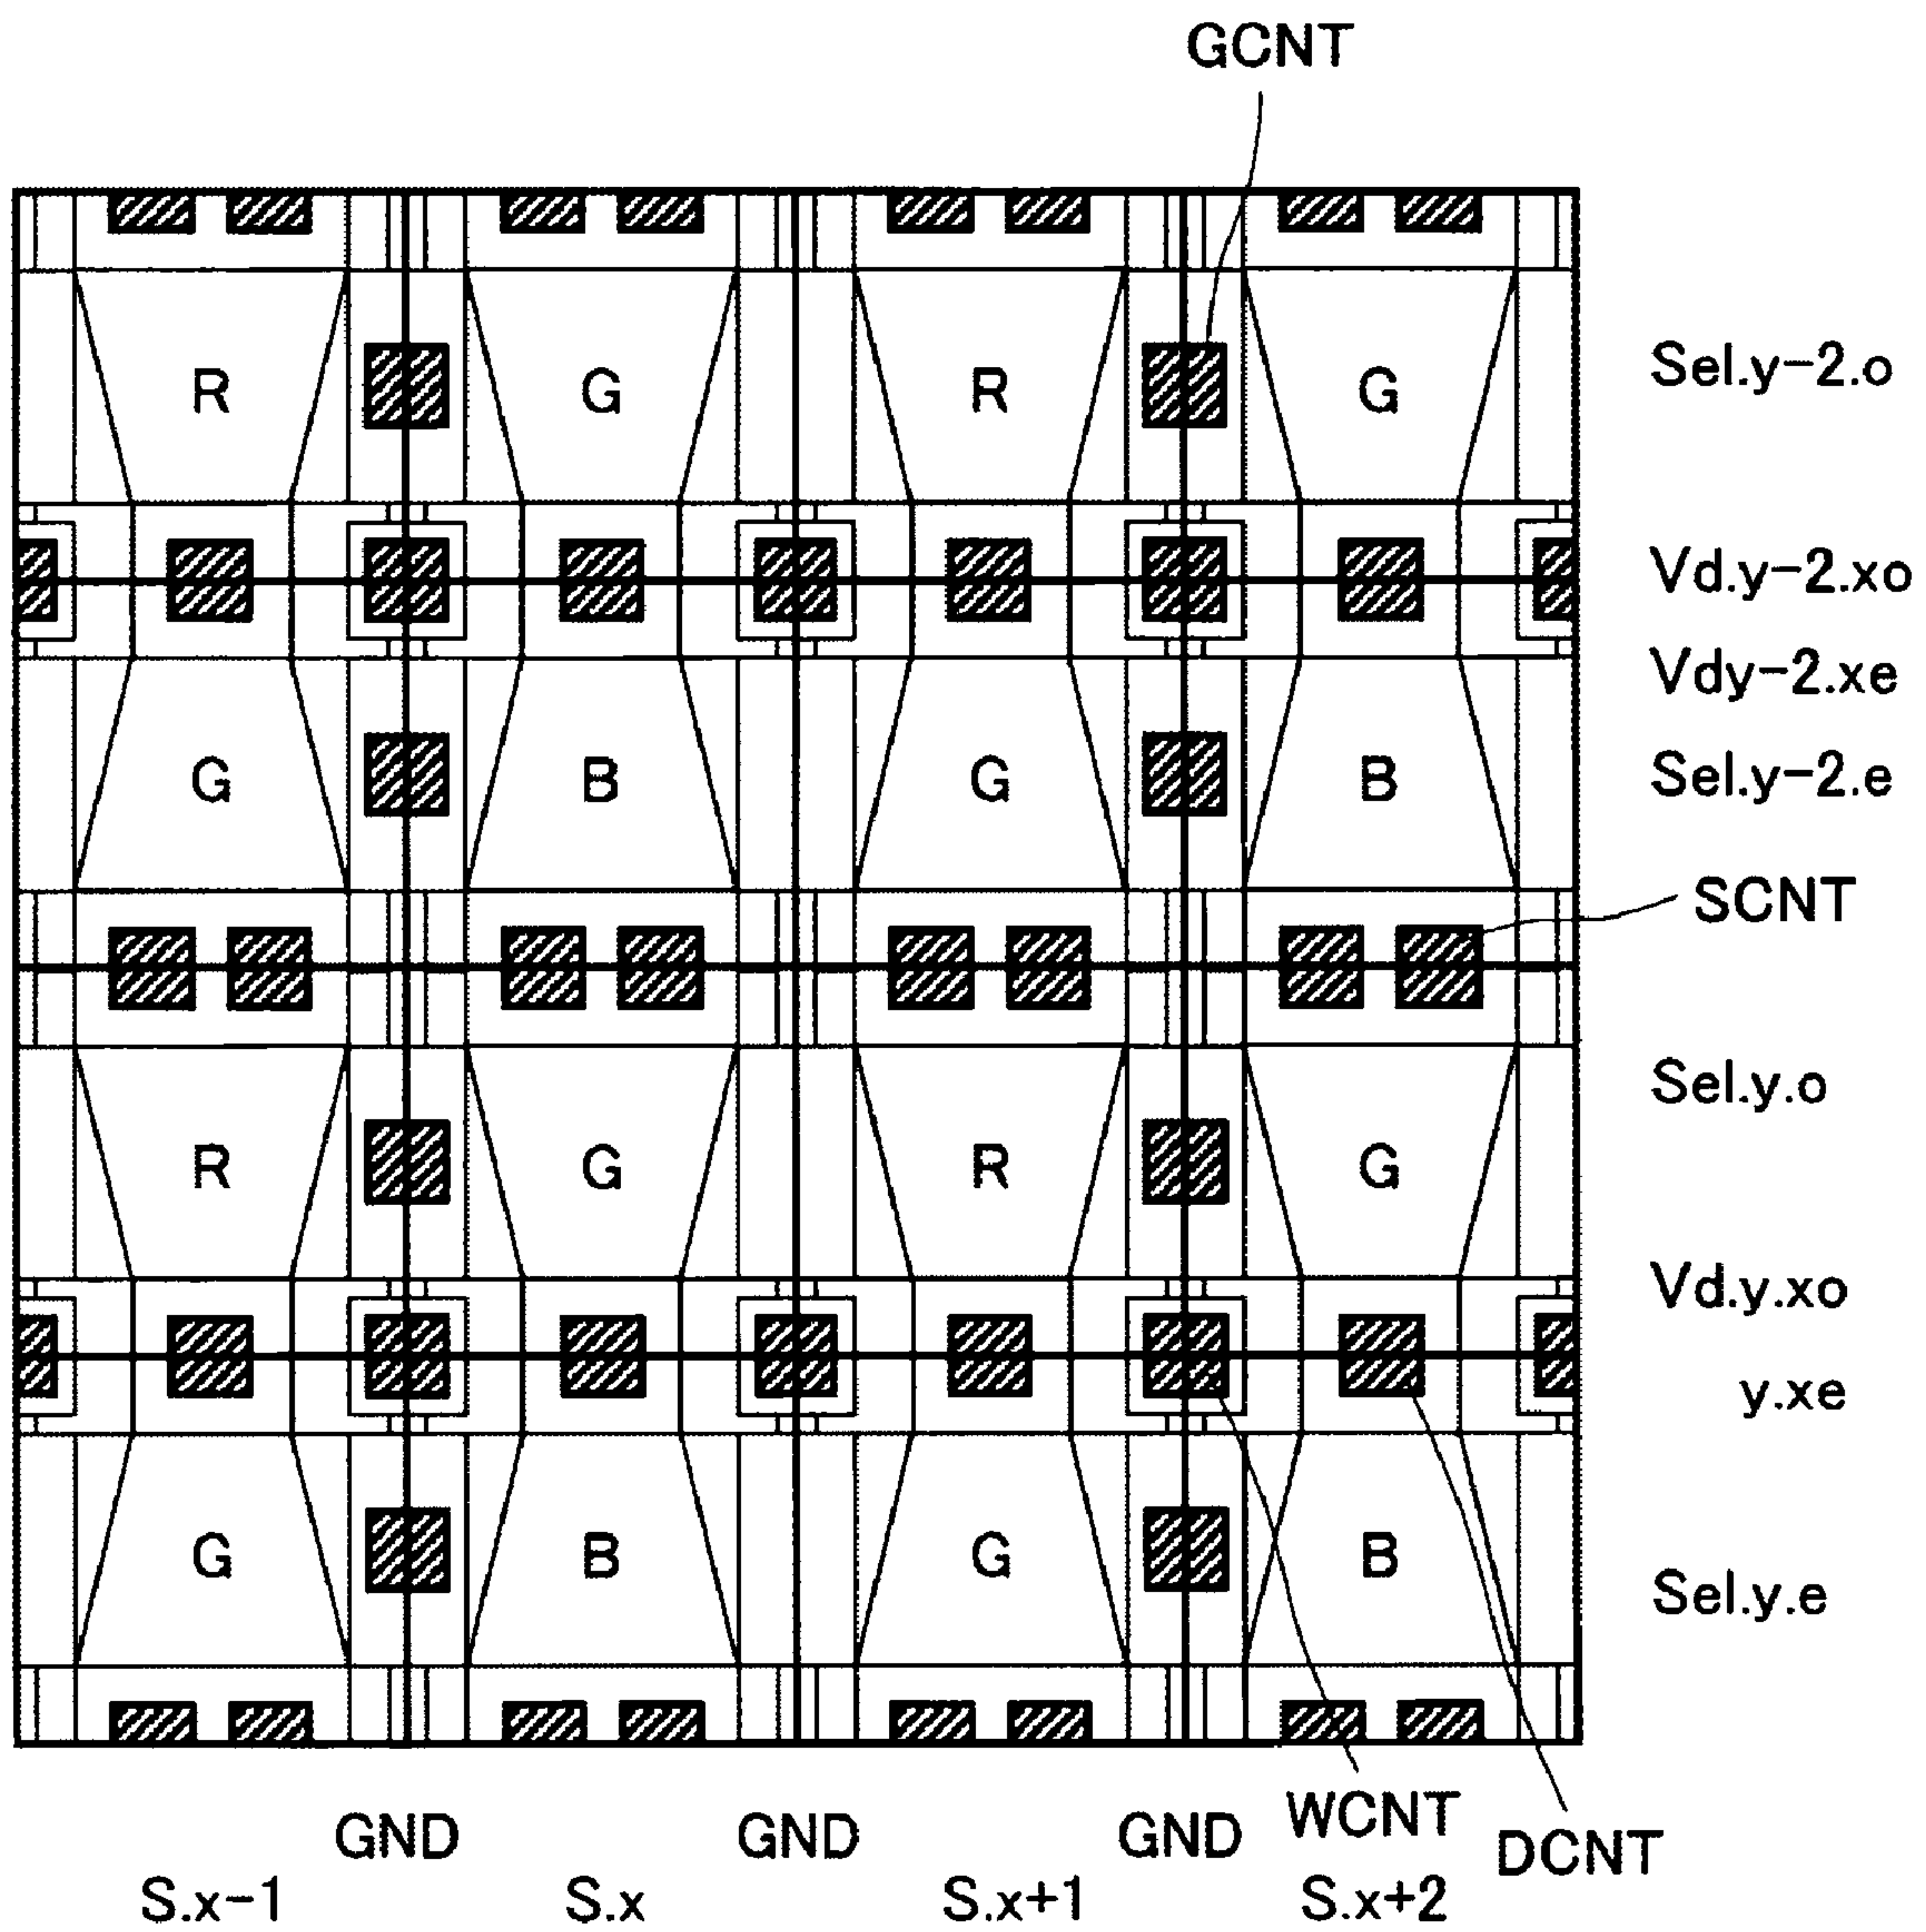 GCNT
R G R G Sel.y-2.o
Vd.y-2.xo
Vdy-2.xe
G B G B Sel.y-2.e
SCNT
Sel.y.o
R G R G
Vd.y.xo
y.xe
G B G B
Sel.y.e
GND GND GND WCNT
DCNT
S.x-1 S.x S.x+1 S.x+2